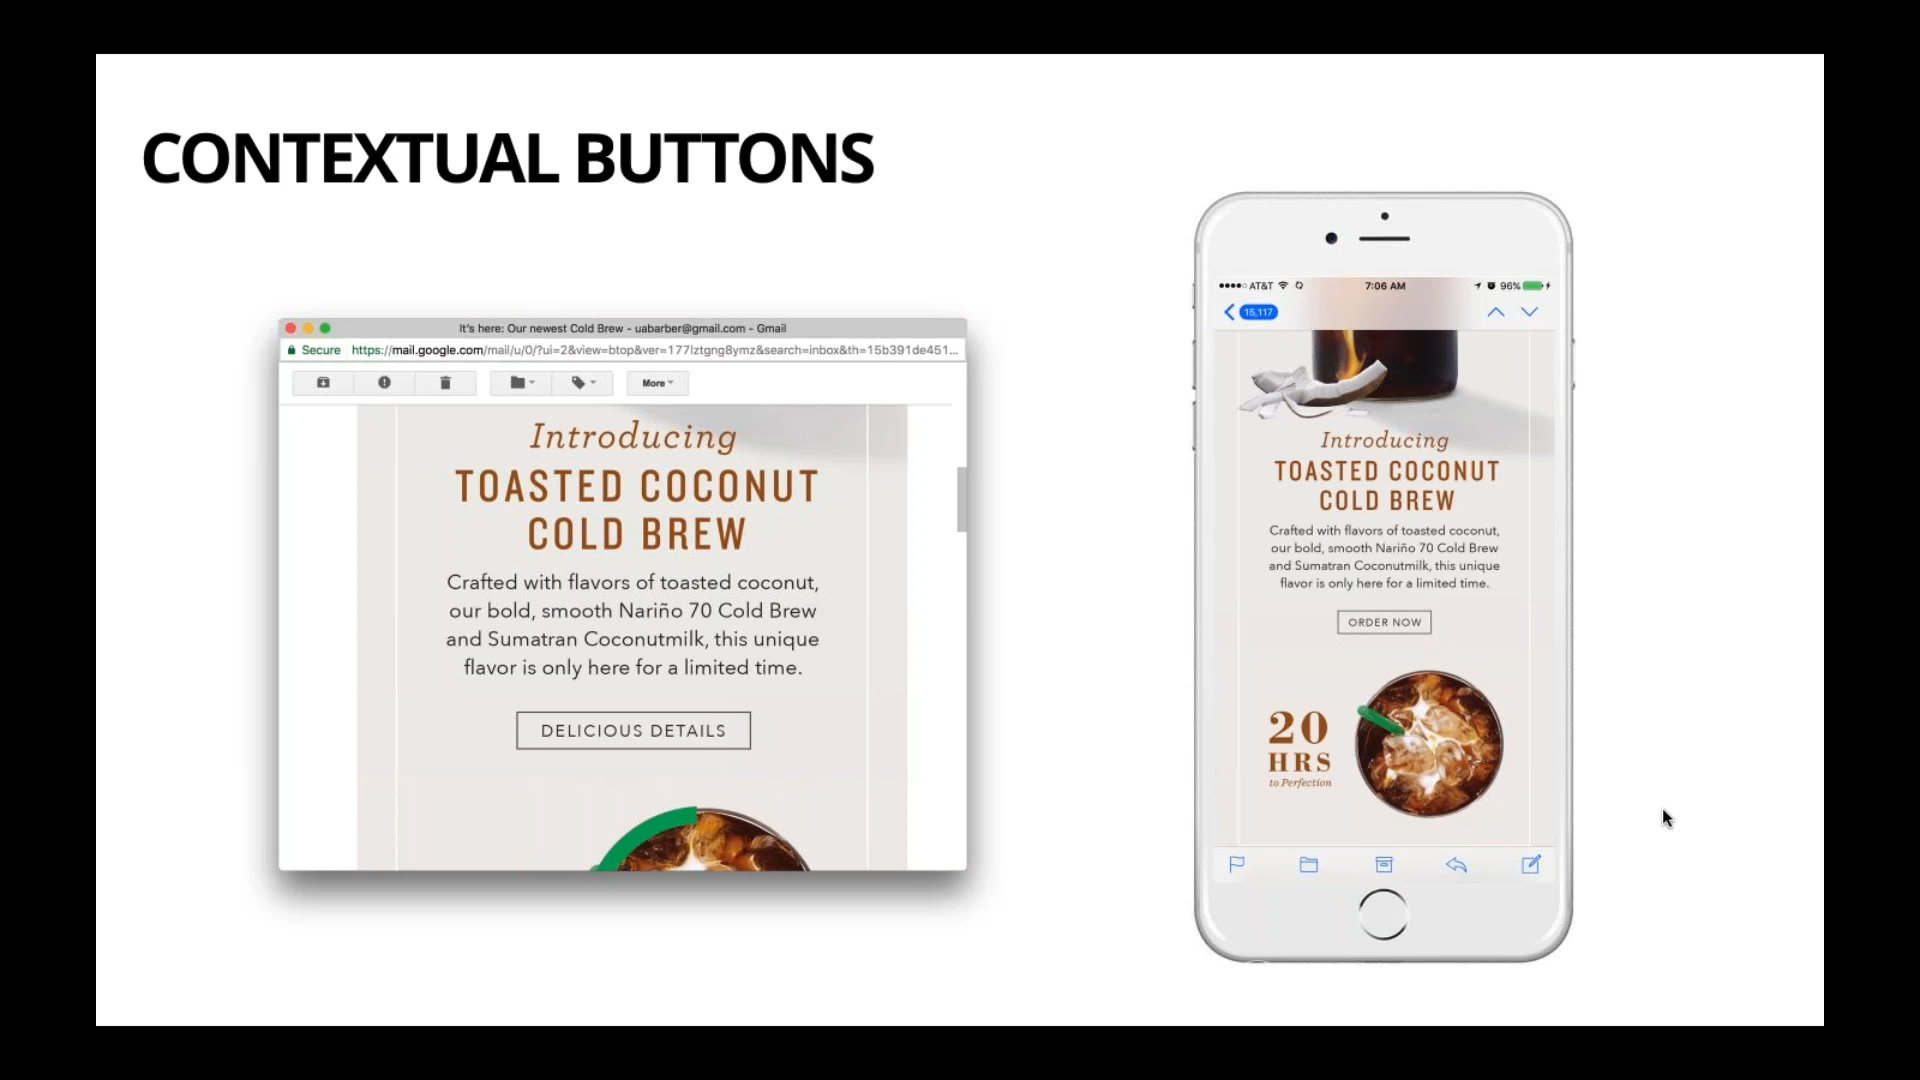 CONTEXTUAL BUTTONS
It's here: Our newest Cold Brew - uabarber@gmail.com - Gmail
Secure https://mail.google.com/mail/u/0/?ui=2&view=btop&ver=177lztgng8ymz&search=inbox&th=15b391de451...
More
Introducing
TOASTED COCONUT
COLD BREW
Crafted with flavors of toasted coconut,
our bold, smooth Nariño 70 Cold Brew
and Sumatran Coconutmilk, this unique
flavor is only here for a limited time.
DELICIOUS DETAILS
AT&T 7:06 AM 96%
15,117
Introducing
TOASTED COCONUT
COLD BREW
Crafted with flavors of toasted coconut,
our bold, smooth Nariño 70 Cold Brew
and Sumatran Coconutmilk, this unique
flavor is only here for a limited time.
ORDER NOW
20
HRS
to Perfection